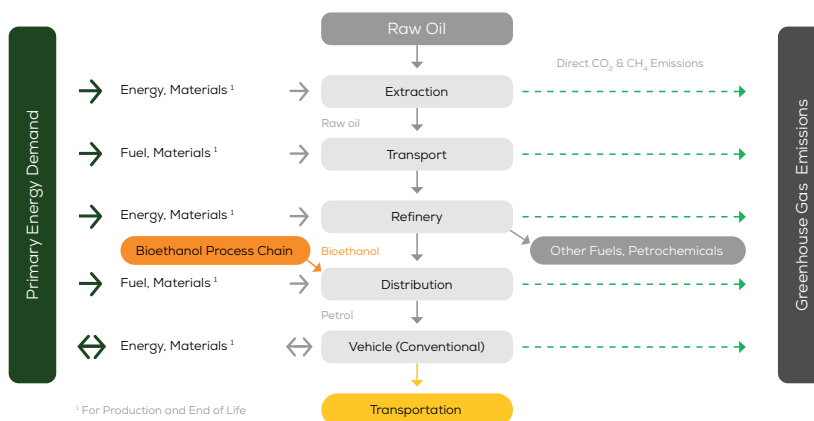 Raw Oil
Primary Energy Demand
Greenhouse Gas Emissions
Direct CO₂ & CH₄ Emissions
Energy, Materials ¹
Extraction
Raw oil
Fuel, Materials ¹
Transport
Energy, Materials ¹
Refinery
Bioethanol Process Chain
Bioethanol
Other Fuels, Petrochemicals
Fuel, Materials ¹
Distribution
Petrol
Energy, Materials ¹
Vehicle (Conventional)
¹ For Production and End of Life
Transportation